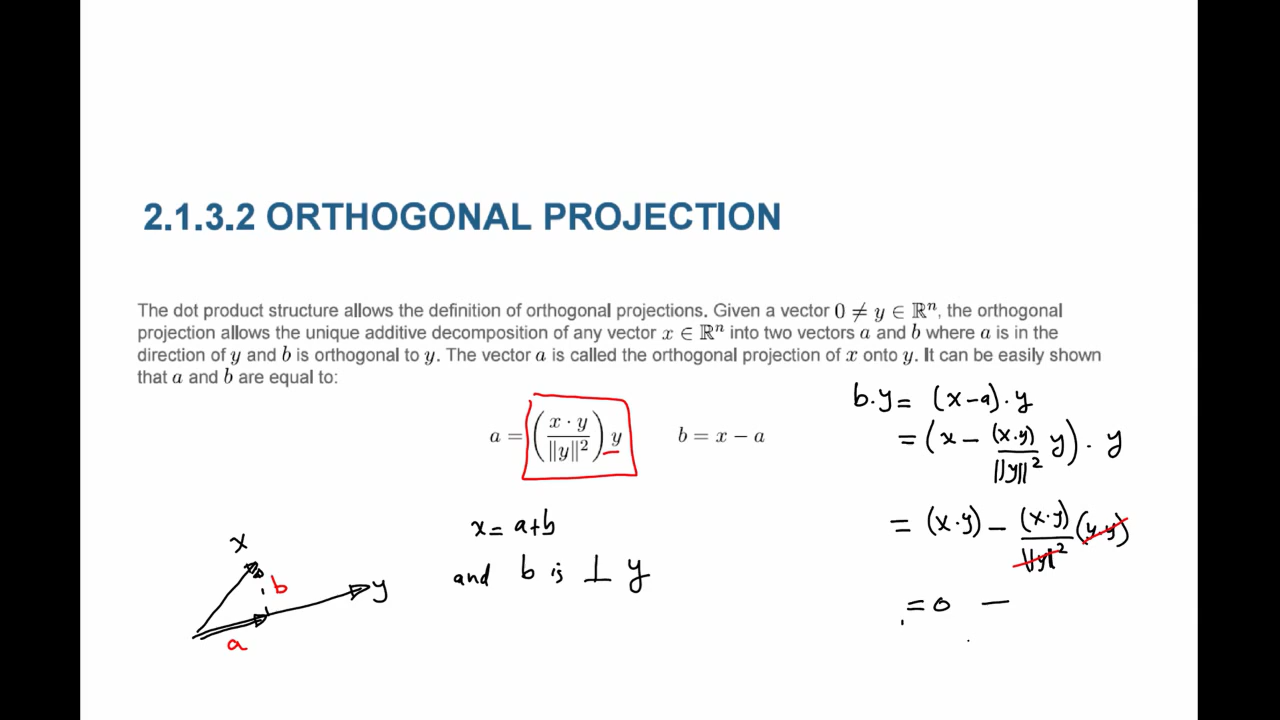 2.1.3.2 ORTHOGONAL PROJECTION
The dot product structure allows the definition of orthogonal projections. Given a vector 0 ≠ y ∈ ℝⁿ, the orthogonal
projection allows the unique additive decomposition of any vector x ∈ ℝⁿ into two vectors a and b where a is in the
direction of y and b is orthogonal to y. The vector a is called the orthogonal projection of x onto y. It can be easily shown
that a and b are equal to:
a = (x · y / ‖y‖²) y    b = x − a
x = a+b
and b is ⊥ y
x
b
y
a
b.y = (x−a) · y
= (x − (x·y)/||y||² y) · y
= (x·y) − (x·y)/||y||² (y·y)
= 0 —